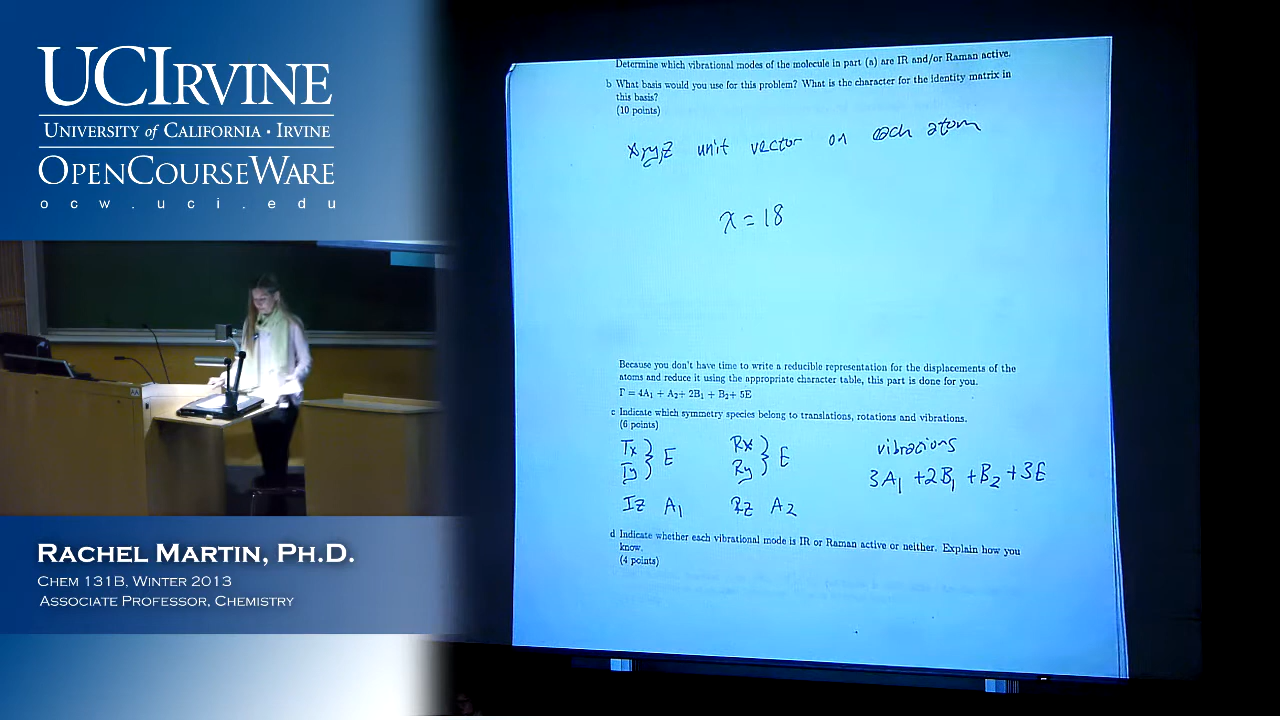 UCIRVINE
UNIVERSITY of CALIFORNIA · IRVINE
OPENCOURSEWARE
ocw.uci.edu
RACHEL MARTIN, PH.D.
CHEM 131B, WINTER 2013
ASSOCIATE PROFESSOR, CHEMISTRY
Determine which vibrational modes of the molecule in part (a) are IR and/or Raman active.
b What basis would you use for this problem? What is the character for the identity matrix in
this basis?
(10 points)
x,y,z unit vector on each atom
χ = 18
Because you don't have time to write a reducible representation for the displacements of the
atoms and reduce it using the appropriate character table, this part is done for you.
Γ = 4A₁ + A₂+ 2B₁ + B₂+ 5E
c Indicate which symmetry species belong to translations, rotations and vibrations.
(6 points)
Tx } E Rx } E vibrations
Ty Ry 3A₁ +2B₁ +B₂ +3E
Tz A₁ Rz A₂
d Indicate whether each vibrational mode is IR or Raman active or neither. Explain how you
know.
(4 points)